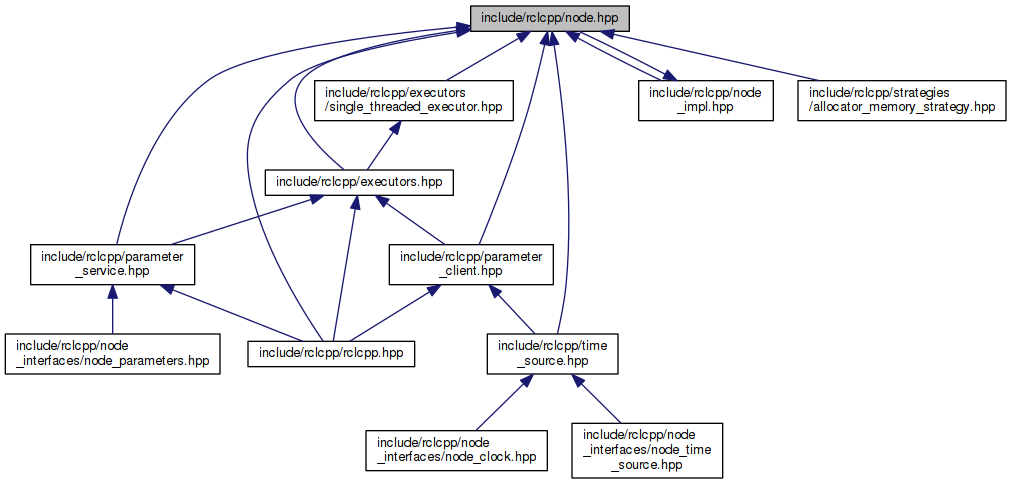 include/rclcpp/node.hpp
include/rclcpp/executors
/single_threaded_executor.hpp
include/rclcpp/node
_impl.hpp
include/rclcpp/strategies
/allocator_memory_strategy.hpp
include/rclcpp/executors.hpp
include/rclcpp/parameter
_service.hpp
include/rclcpp/parameter
_client.hpp
include/rclcpp/node
_interfaces/node_parameters.hpp
include/rclcpp/rclcpp.hpp
include/rclcpp/time
_source.hpp
include/rclcpp/node
_interfaces/node_clock.hpp
include/rclcpp/node
_interfaces/node_time
_source.hpp